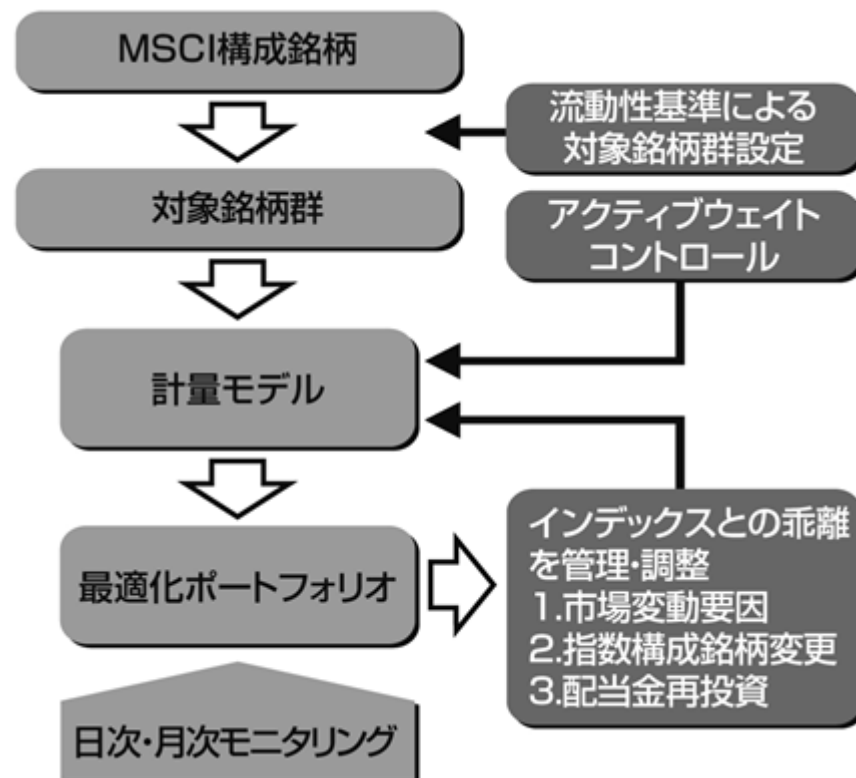 MSCI構成銘柄
流動性基準による
対象銘柄群設定
対象銘柄群
アクティブウェイト
コントロール
計量モデル
最適化ポートフォリオ
インデックスとの乖離
を管理・調整
1.市場変動要因
2.指数構成銘柄変更
3.配当金再投資
日次・月次モニタリング